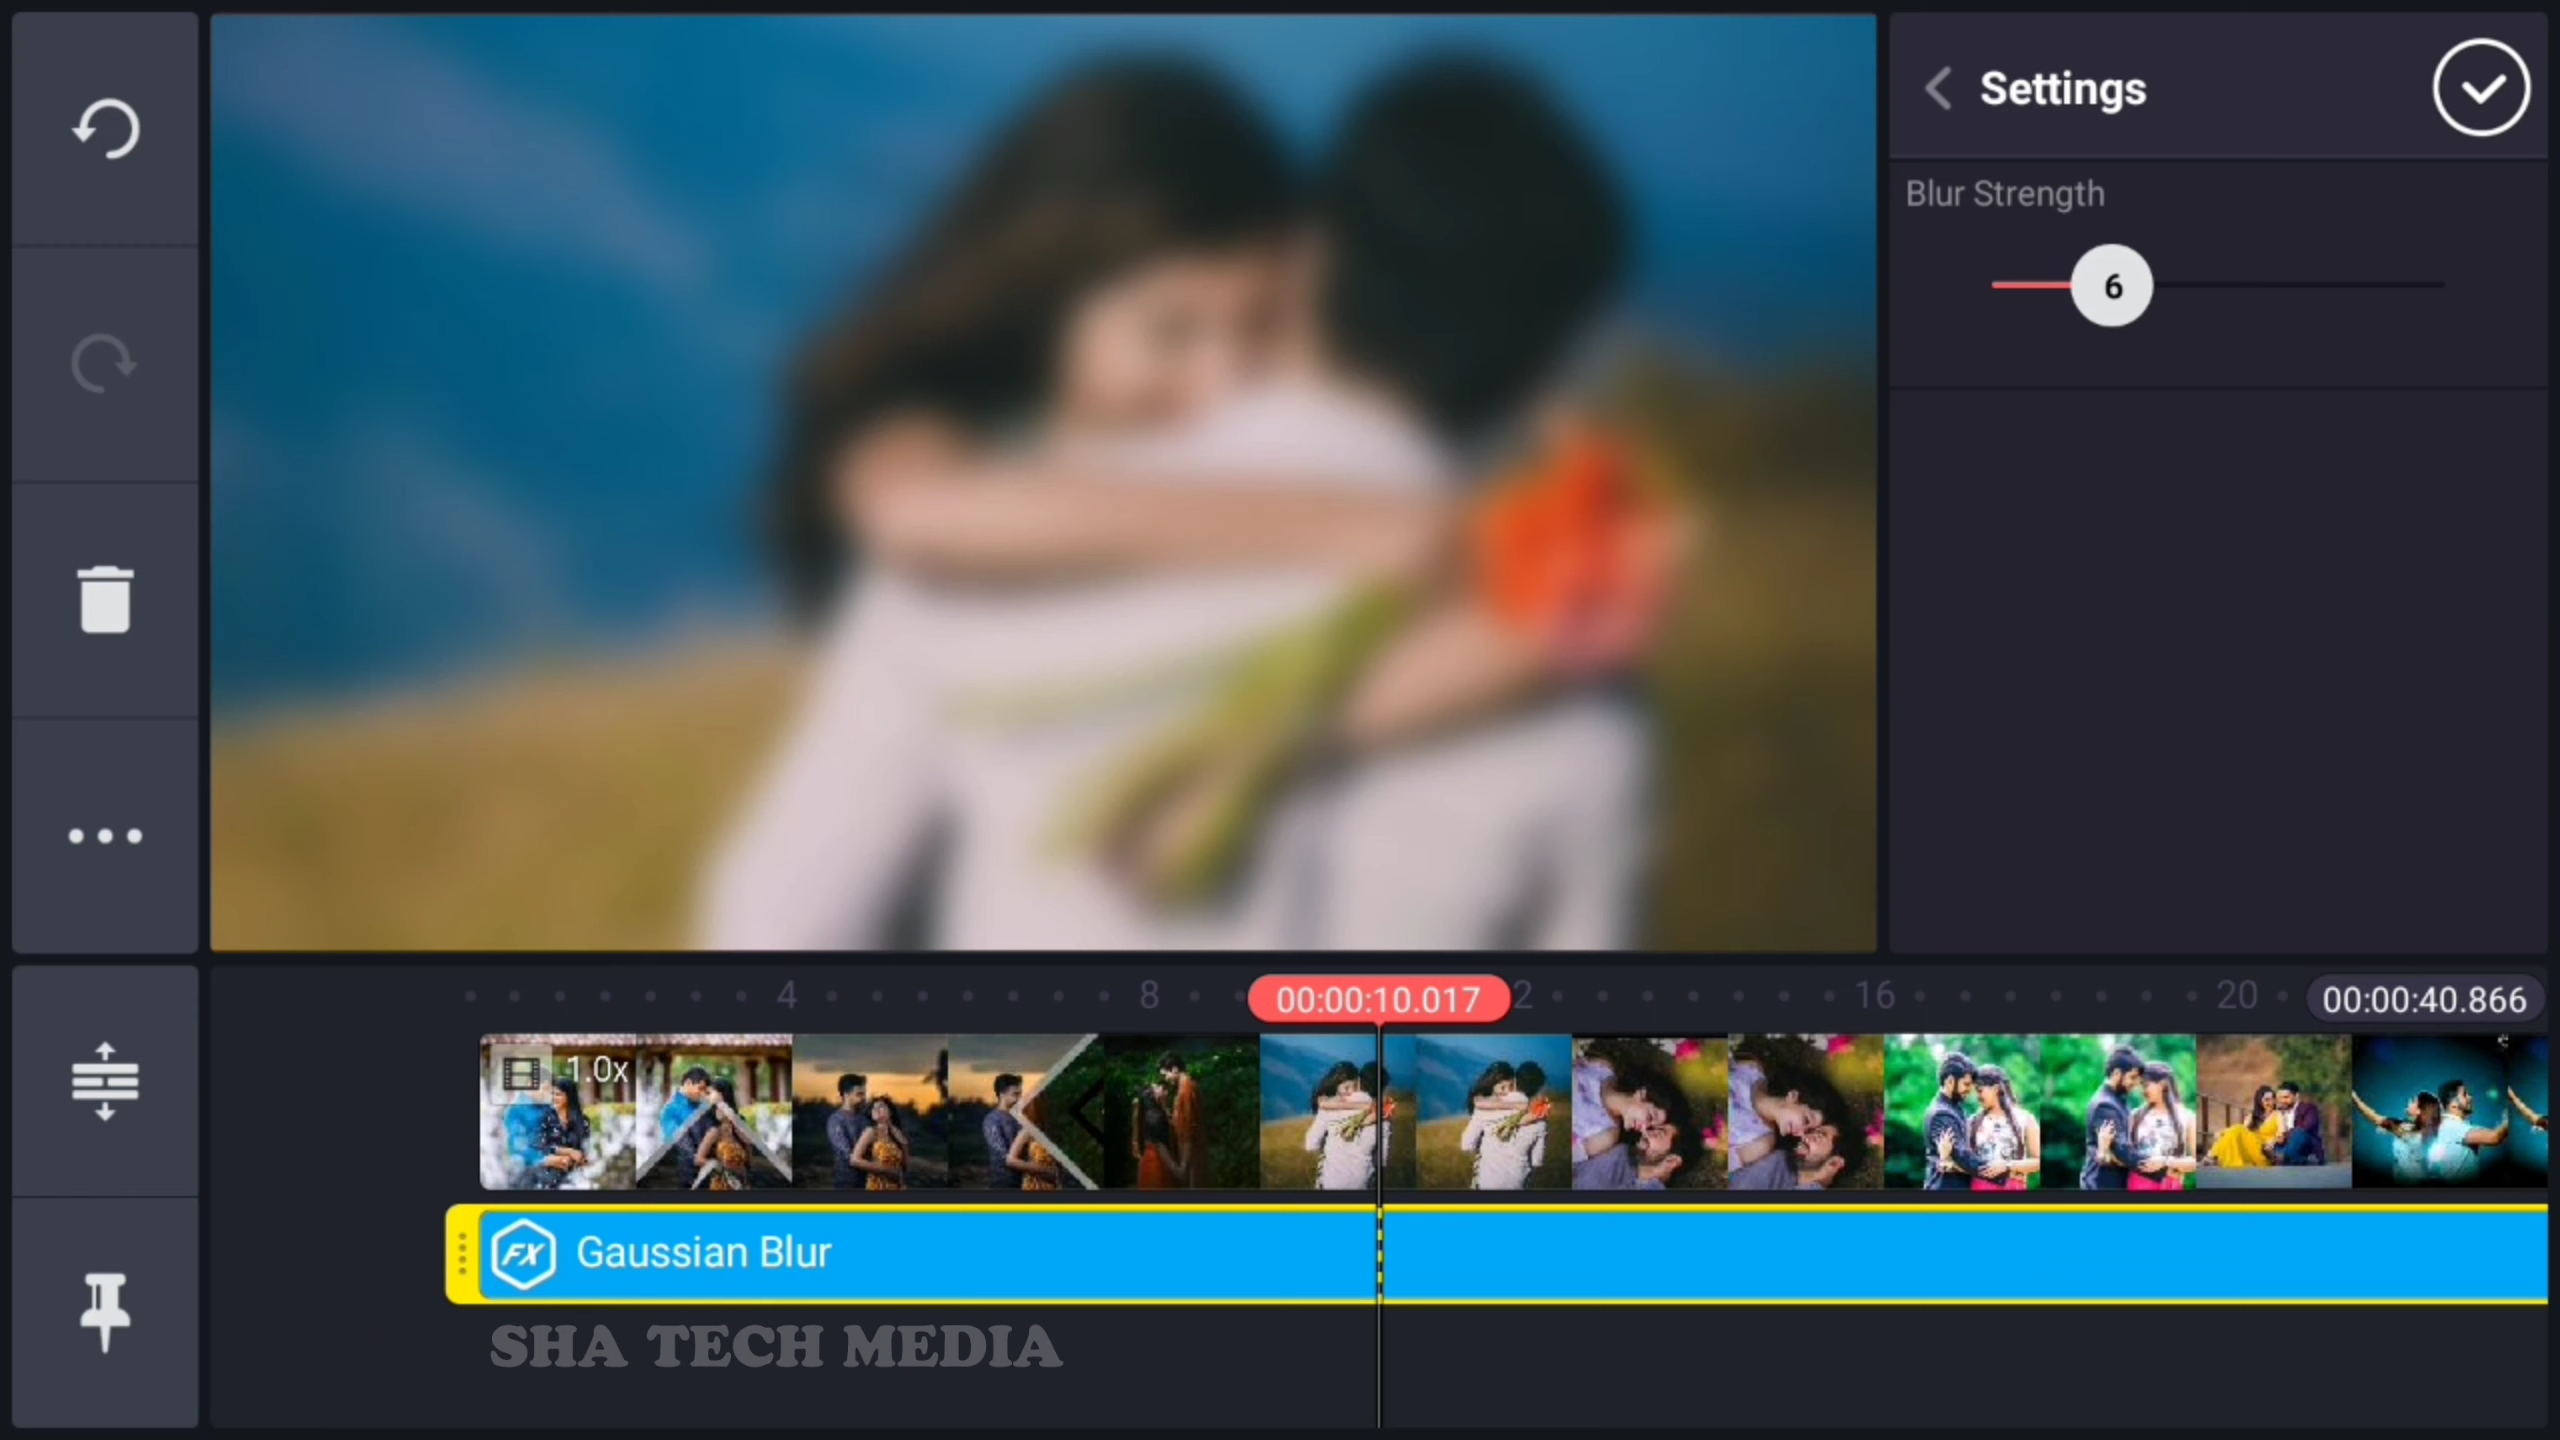 Settings
Blur Strength
6
4
8
00:00:10.017
2
16
20
00:00:40.866
1.0x
FX
Gaussian Blur
SHA TECH MEDIA